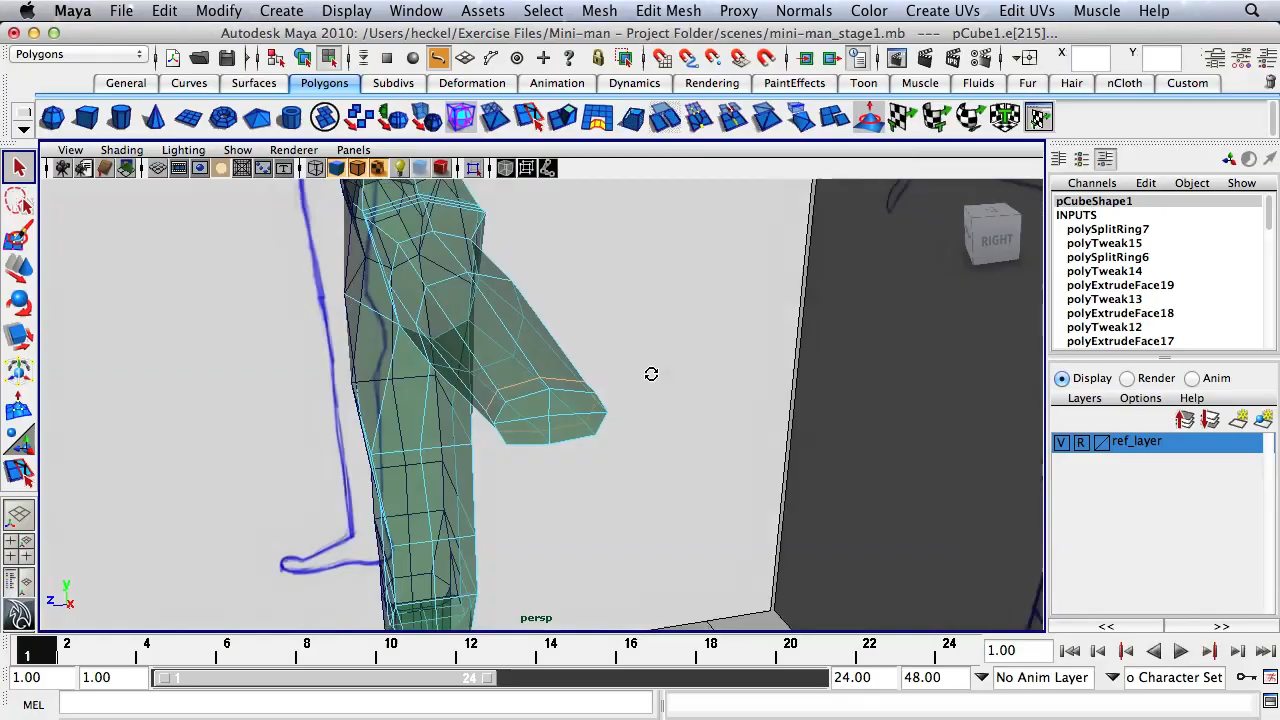 Maya File Edit Modify Create Display Window Assets Select Mesh Edit Mesh Proxy Normals Color Create UVs Edit UVs Muscle Help
Autodesk Maya 2010: /Users/heckel/Exercise Files/Mini-man - Project Folder/scenes/mini-man_stage1.mb --- pCube1.e[215]...
Polygons X Y
General Curves Surfaces Polygons Subdivs Deformation Animation Dynamics Rendering PaintEffects Toon Muscle Fluids Fur Hair nCloth Custom
View Shading Lighting Show Renderer Panels
Channels Edit Object Show
pCubeShape1
INPUTS
polySplitRing7
polyTweak15
polySplitRing6
polyTweak14
polyExtrudeFace19
polyTweak13
polyExtrudeFace18
polyTweak12
polyExtrudeFace17
RIGHT
Display Render Anim
Layers Options Help
V R ref_layer
y
z x
persp
<< >>
1 2 4 6 8 10 12 14 16 18 20 22 24 1.00
1.00 1.00 1 24 24.00 48.00 No Anim Layer o Character Set
MEL